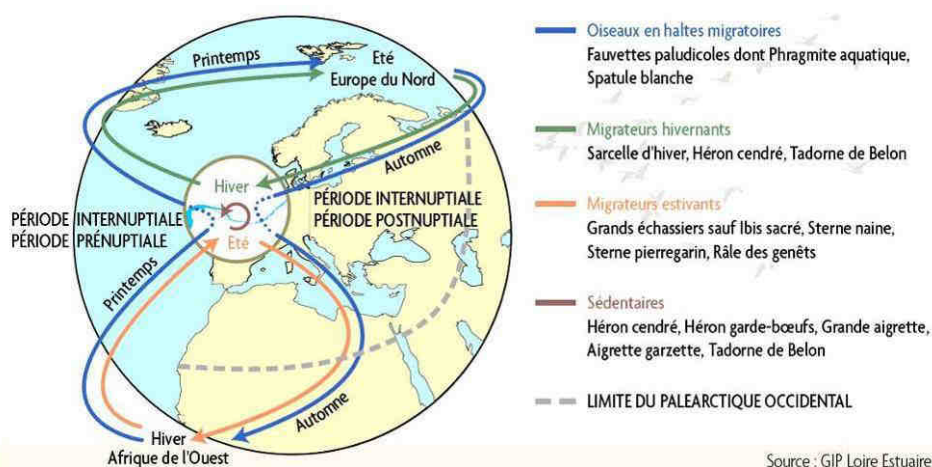 Printemps
Eté
Europe du Nord
Automne
Hiver
Eté
PÉRIODE INTERNUPTIALE
PÉRIODE POSTNUPTIALE
PÉRIODE INTERNUPTIALE
PÉRIODE PRÉNUPTIALE
Printemps
Automne
Hiver
Afrique de l'Ouest
Oiseaux en haltes migratoires
Fauvettes paludicoles dont Phragmite aquatique,
Spatule blanche
Migrateurs hivernants
Sarcelle d'hiver, Héron cendré, Tadorne de Belon
Migrateurs estivants
Grands échassiers sauf Ibis sacré, Sterne naine,
Sterne pierregarin, Râle des genêts
Sédentaires
Héron cendré, Héron garde-bœufs, Grande aigrette,
Aigrette garzette, Tadorne de Belon
LIMITE DU PALEARCTIQUE OCCIDENTAL
Source : GIP Loire Estuaire